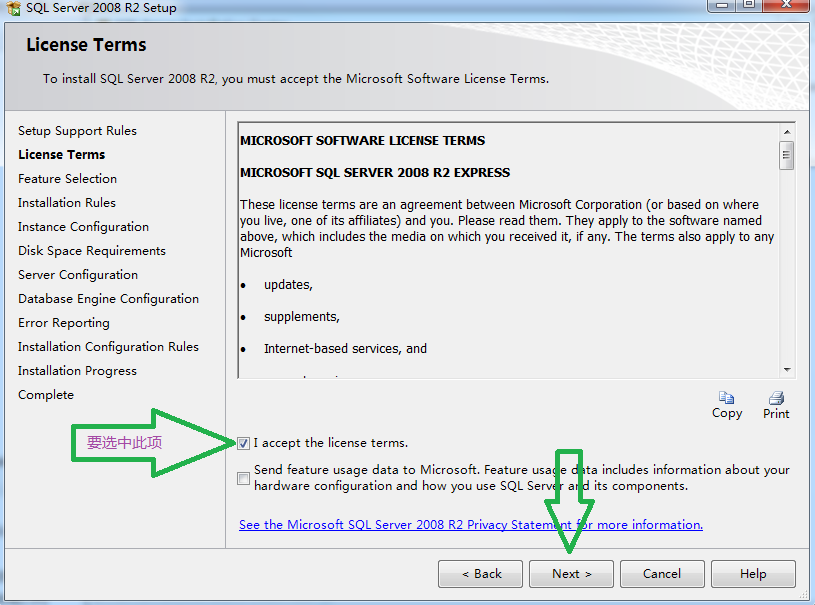 SQL Server 2008 R2 Setup
License Terms
To install SQL Server 2008 R2, you must accept the Microsoft Software License Terms.
Setup Support Rules
License Terms
Feature Selection
Installation Rules
Instance Configuration
Disk Space Requirements
Server Configuration
Database Engine Configuration
Error Reporting
Installation Configuration Rules
Installation Progress
Complete
MICROSOFT SOFTWARE LICENSE TERMS
MICROSOFT SQL SERVER 2008 R2 EXPRESS
These license terms are an agreement between Microsoft Corporation (or based on where
you live, one of its affiliates) and you. Please read them. They apply to the software named
above, which includes the media on which you received it, if any. The terms also apply to any
Microsoft
• updates,
• supplements,
• Internet-based services, and
Copy
Print
要选中此项
I accept the license terms.
Send feature usage data to Microsoft. Feature usage data includes information about your
hardware configuration and how you use SQL Server and its components.
See the Microsoft SQL Server 2008 R2 Privacy Statement for more information.
< Back
Next >
Cancel
Help